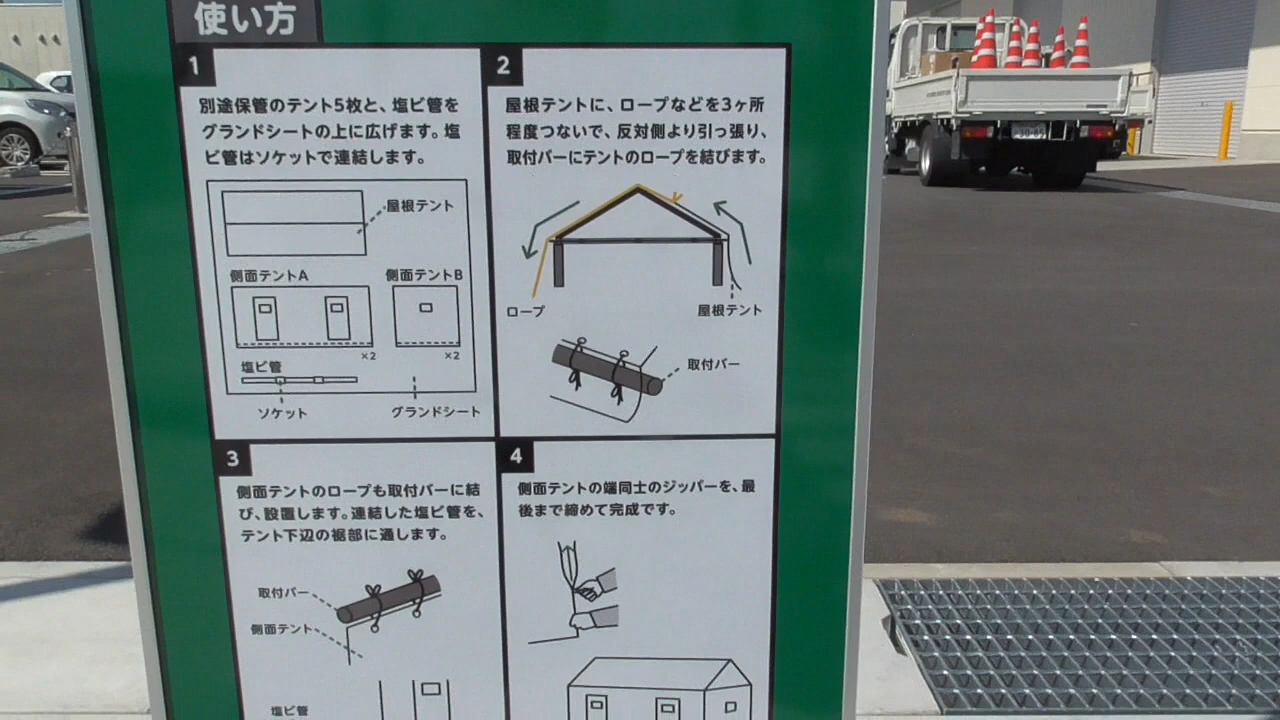 使い方
1
別途保管のテント5枚と、塩ビ管を
グランドシートの上に広げます。塩
ビ管はソケットで連結します。
屋根テント
側面テントA
側面テントB
×2
×2
塩ビ管
ソケット
グランドシート
2
屋根テントに、ロープなどを3ヶ所
程度つないで、反対側より引っ張り、
取付バーにテントのロープを結びます。
ロープ
屋根テント
取付バー
3
側面テントのロープも取付バーに結
び、設置します。連結した塩ビ管を、
テント下辺の裾部に通します。
取付バー
側面テント
塩ビ管
4
側面テントの端同士のジッパーを、最
後まで締めて完成です。